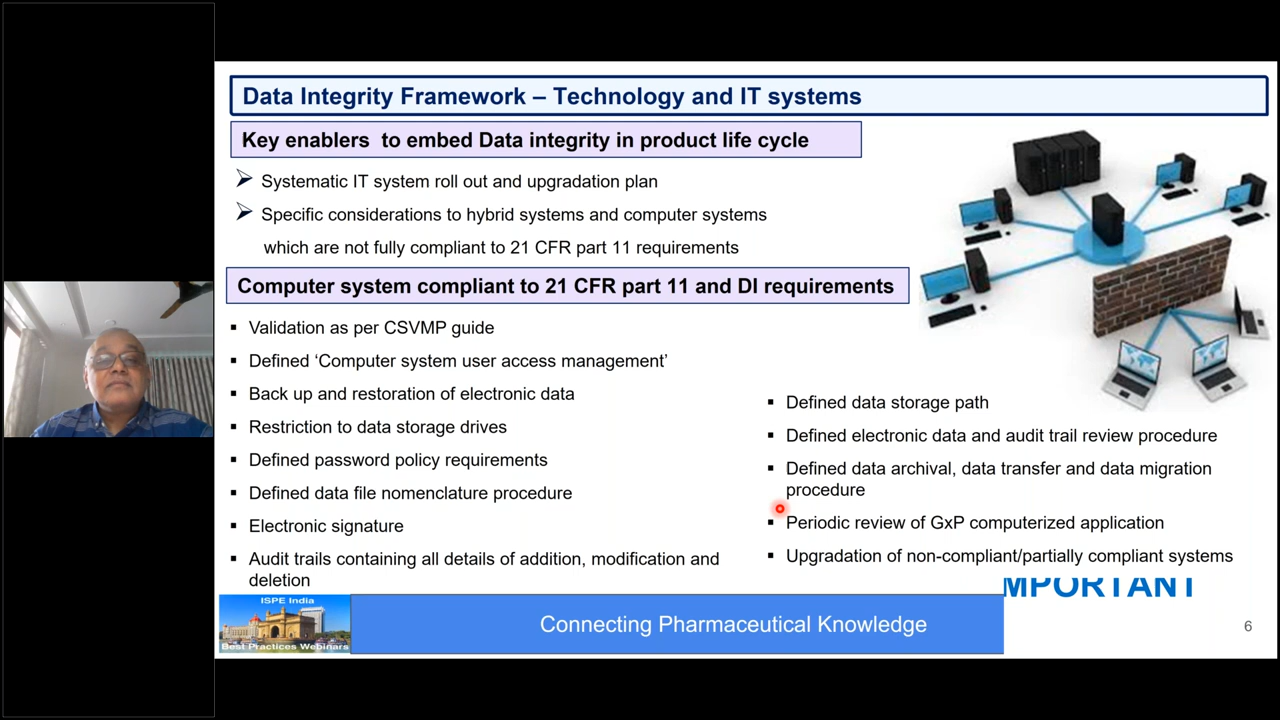 Data Integrity Framework – Technology and IT systems
Key enablers to embed Data integrity in product life cycle
Systematic IT system roll out and upgradation plan
Specific considerations to hybrid systems and computer systems
which are not fully compliant to 21 CFR part 11 requirements
Computer system compliant to 21 CFR part 11 and DI requirements
Validation as per CSVMP guide
Defined ‘Computer system user access management’
Back up and restoration of electronic data
Restriction to data storage drives
Defined password policy requirements
Defined data file nomenclature procedure
Electronic signature
Audit trails containing all details of addition, modification and
deletion
Defined data storage path
Defined electronic data and audit trail review procedure
Defined data archival, data transfer and data migration
procedure
Periodic review of GxP computerized application
Upgradation of non-compliant/partially compliant systems
MPORTANT
ISPE India
Best Practices Webinars
Connecting Pharmaceutical Knowledge
6